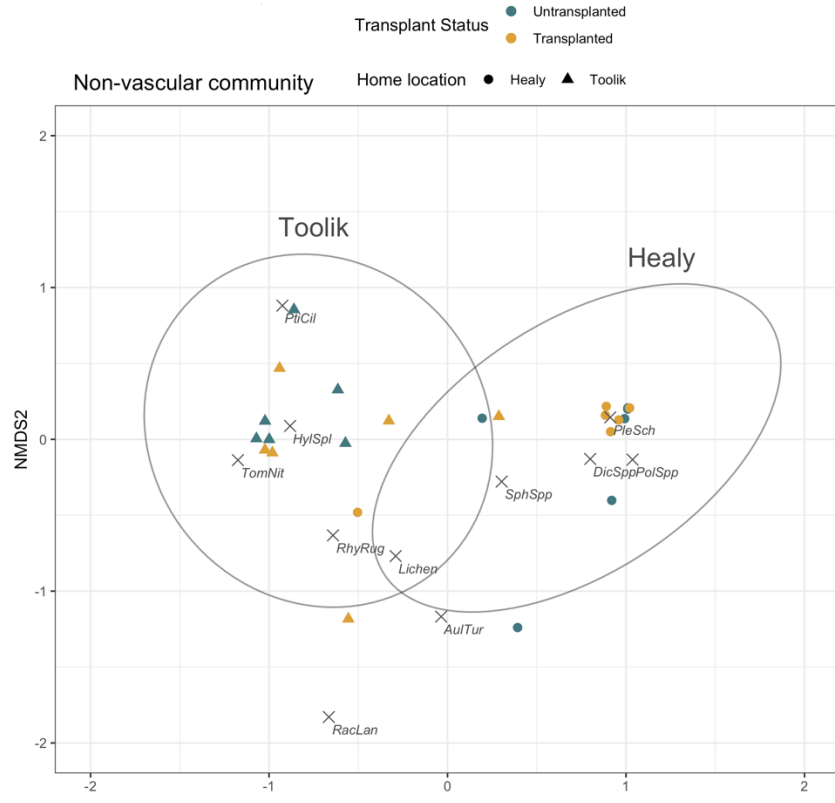 Transplant Status
Untransplanted
Transplanted
Non-vascular community
Home location
Healy
Toolik
2
1
0
-1
-2
NMDS2
Toolik
Healy
PtiCil
HylSpl
TomNit
PleSch
DicSppPolSpp
SphSpp
RhyRug
Lichen
AulTur
RacLan
-2
-1
0
1
2